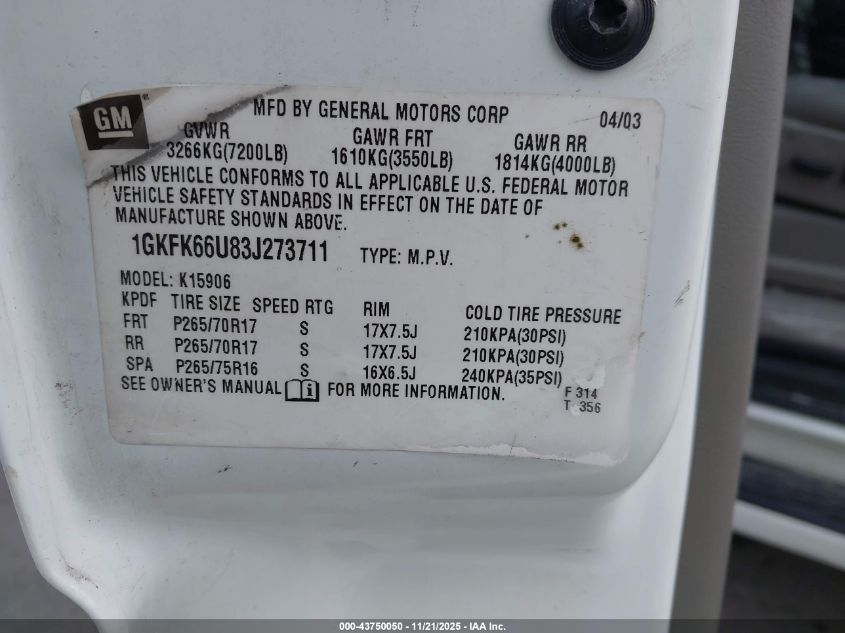 GM
MFD BY GENERAL MOTORS CORP 04/03
GVWR GAWR FRT GAWR RR
3266KG(7200LB) 1610KG(3550LB) 1814KG(4000LB)
THIS VEHICLE CONFORMS TO ALL APPLICABLE U.S. FEDERAL MOTOR
VEHICLE SAFETY STANDARDS IN EFFECT ON THE DATE OF
MANUFACTURE SHOWN ABOVE.
1GKFK66U83J273711 TYPE: M.P.V.
MODEL: K15906
KPDF TIRE SIZE SPEED RTG RIM COLD TIRE PRESSURE
FRT P265/70R17 S 17X7.5J 210KPA(30PSI)
RR P265/70R17 S 17X7.5J 210KPA(30PSI)
SPA P265/75R16 S 16X6.5J 240KPA(35PSI)
SEE OWNER'S MANUAL FOR MORE INFORMATION.
F 314
T 356
000-43750050 - 11/21/2025 - IAA Inc.